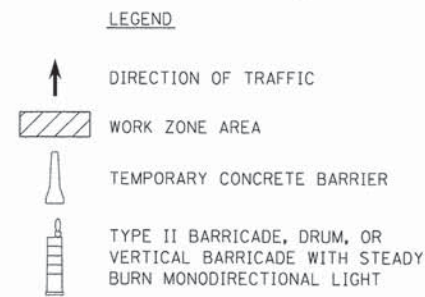 LEGEND
DIRECTION OF TRAFFIC
WORK ZONE AREA
TEMPORARY CONCRETE BARRIER
TYPE II BARRICADE, DRUM, OR
VERTICAL BARRICADE WITH STEADY
BURN MONODIRECTIONAL LIGHT